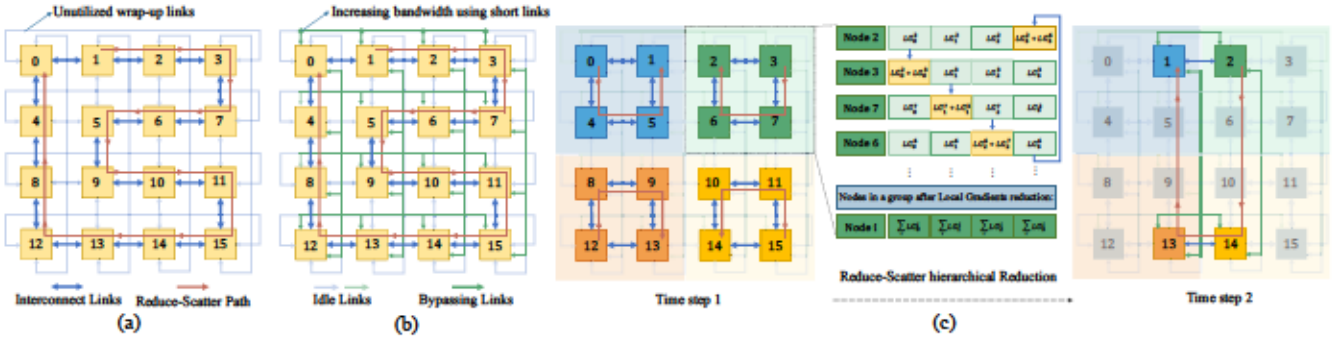 Unutilized wrap-up links
0 1 2 3
4 5 6 7
8 9 10 11
12 13 14 15
Interconnect Links
Reduce-Scatter Path
(a)
Increasing bandwidth using short links
0 1 2 3
4 5 6 7
8 9 10 11
12 13 14 15
Idle Links
Bypassing Links
(b)
0 1 2 3
4 5 6 7
8 9 10 11
12 13 14 15
Time step 1
Node 2
Node 3
Node 7
Node 6
Nodes in a group after Local Gradients reduction:
Node 1
Reduce-Scatter hierarchical Reduction
(c)
0 1 2 3
4 5 6 7
8 9 10 11
12 13 14 15
Time step 2